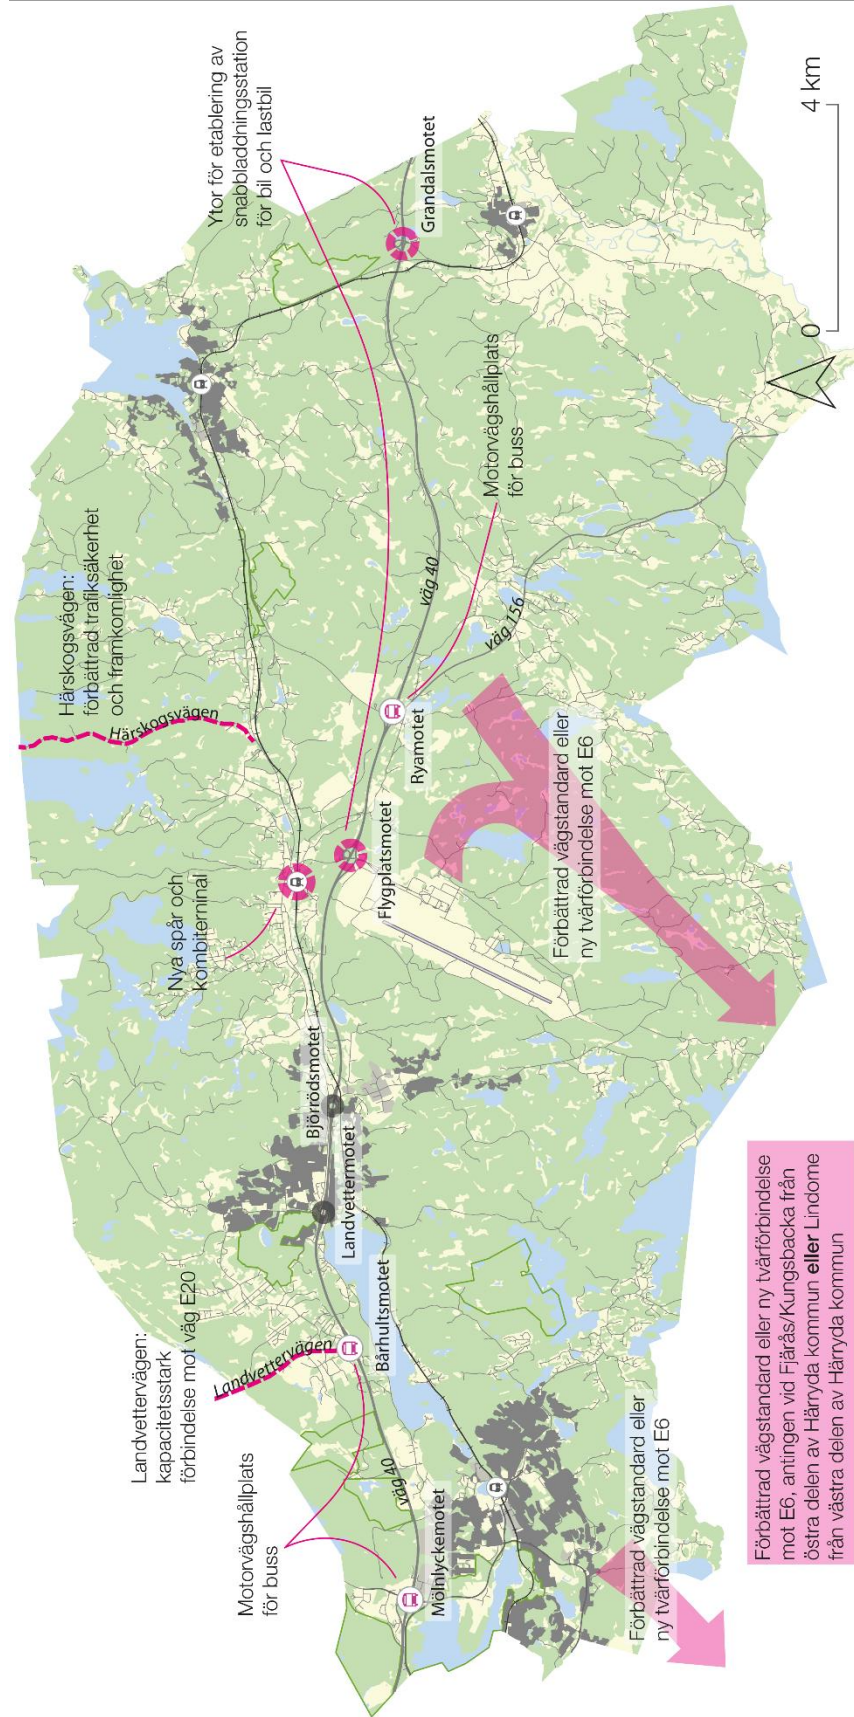 Ytor för etablering av
snabbladdningsstation
för bil och lastbil
Härskogsvägen:
förbättrad trafiksäkerhet
och framkomlighet
Nya spår och
kombiterninal
Landvettervägen:
kapacitetsstark
förbindelse mot väg E20
Motorvägshållplats
för buss
Härskogsvägen
Landvettervägen
Grandalsmotet
Motorvägshållplats
för buss
väg 40
väg 156
Ryamotet
Flygplatsmotet
Björrödsmotet
Landvettermotet
Bårhultsmotet
väg 40
Mölnlyckemotet
Förbättrad vägstandard eller
ny tvärförbindelse mot E6
Förbättrad vägstandard eller
ny tvärförbindelse mot E6
Förbättrad vägstandard eller ny tvärförbindelse
mot E6, antingen vid Fjärås/Kungsbacka från
östra delen av Härryda kommun eller Lindome
från västra delen av Härryda kommun
0
4 km